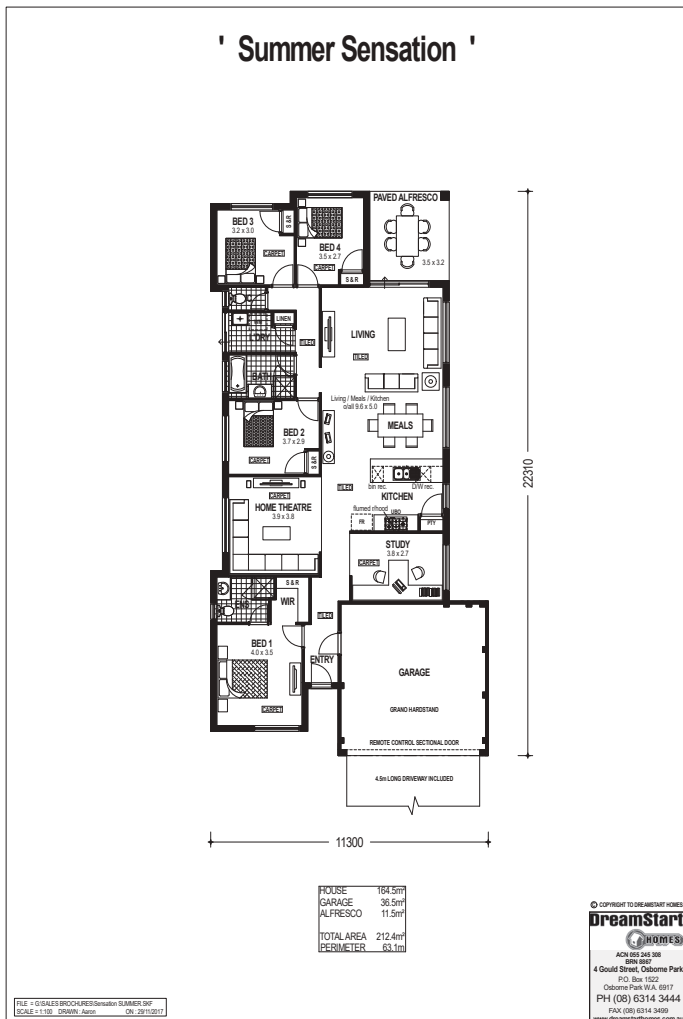 ' Summer Sensation '
PAVED ALFRESCO
3.5 x 3.2
BED 3
3.2 x 3.0
S & R
CARPET
BED 4
3.5 x 2.7
CARPET
S & R
LINEN
L'DRY
TILED
LIVING
TILED
BATH
Living / Meals / Kitchen
o/all 9.6 x 5.0
MEALS
BED 2
3.7 x 2.9
CARPET
S & R
bin rec.
D/W rec.
TILED
KITCHEN
flumed r/hood
UBO
FR
PTY
CARPET
HOME THEATRE
3.9 x 3.8
STUDY
3.8 x 2.7
CARPET
S & R
WIR
ENS
TILED
BED 1
4.0 x 3.5
CARPET
ENTRY
GARAGE
GRANO HARDSTAND
REMOTE CONTROL SECTIONAL DOOR
4.5m LONG DRIVEWAY INCLUDED
22310
11300
HOUSE 164.5m²
GARAGE 36.5m²
ALFRESCO 11.5m²
TOTAL AREA 212.4m²
PERIMETER 63.1m
© COPYRIGHT TO DREAMSTART HOMES
DreamStart
HOMES
ACN 055 245 308
BRN 8867
4 Gould Street, Osborne Park
P.O. Box 1522
Osborne Park W.A. 6917
PH (08) 6314 3444
FAX (08) 6314 3499
www.dreamstarthomes.com.au
FILE = G:\SALES BROCHURES\Sensation SUMMER.SKF
SCALE = 1:100 DRAWN : Aaron ON : 29/11/2017